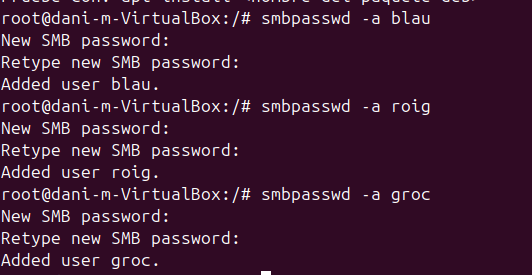 root@dani-m-VirtualBox:/# smbpasswd -a blau
New SMB password:
Retype new SMB password:
Added user blau.
root@dani-m-VirtualBox:/# smbpasswd -a roig
New SMB password:
Retype new SMB password:
Added user roig.
root@dani-m-VirtualBox:/# smbpasswd -a groc
New SMB password:
Retype new SMB password:
Added user groc.